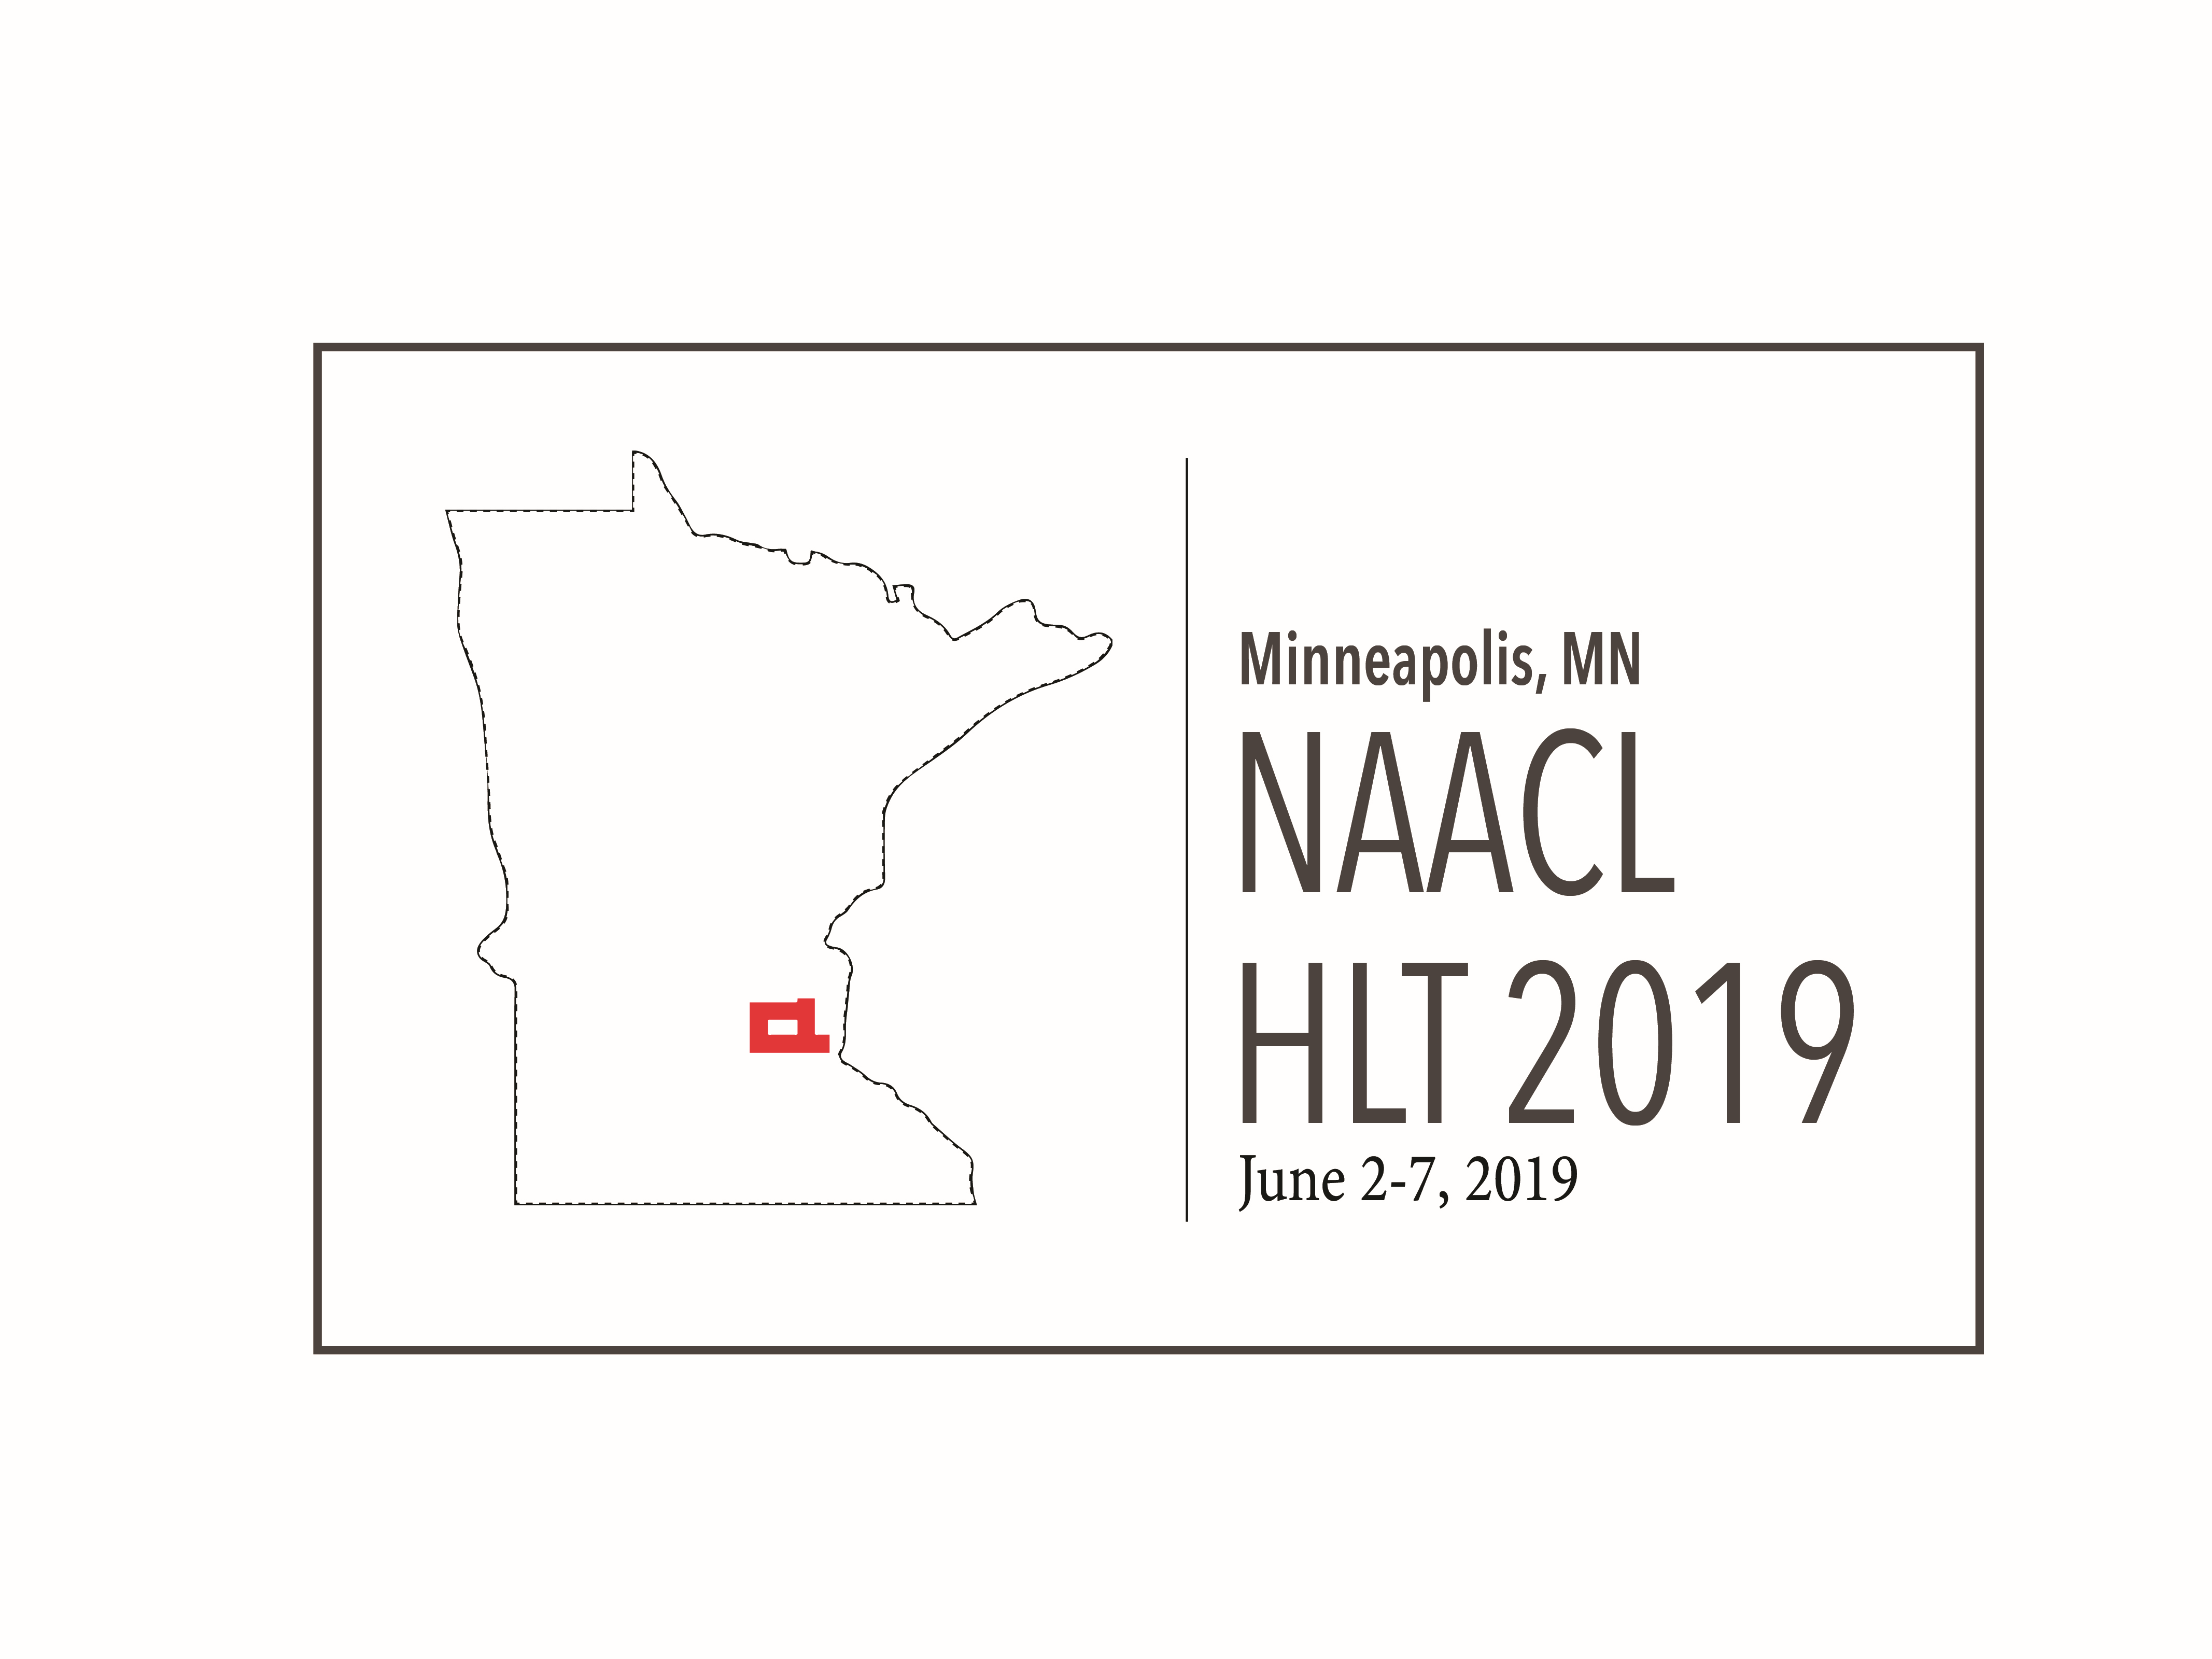 Minneapolis, MN
NAACL
HLT 2019
June 2-7, 2019